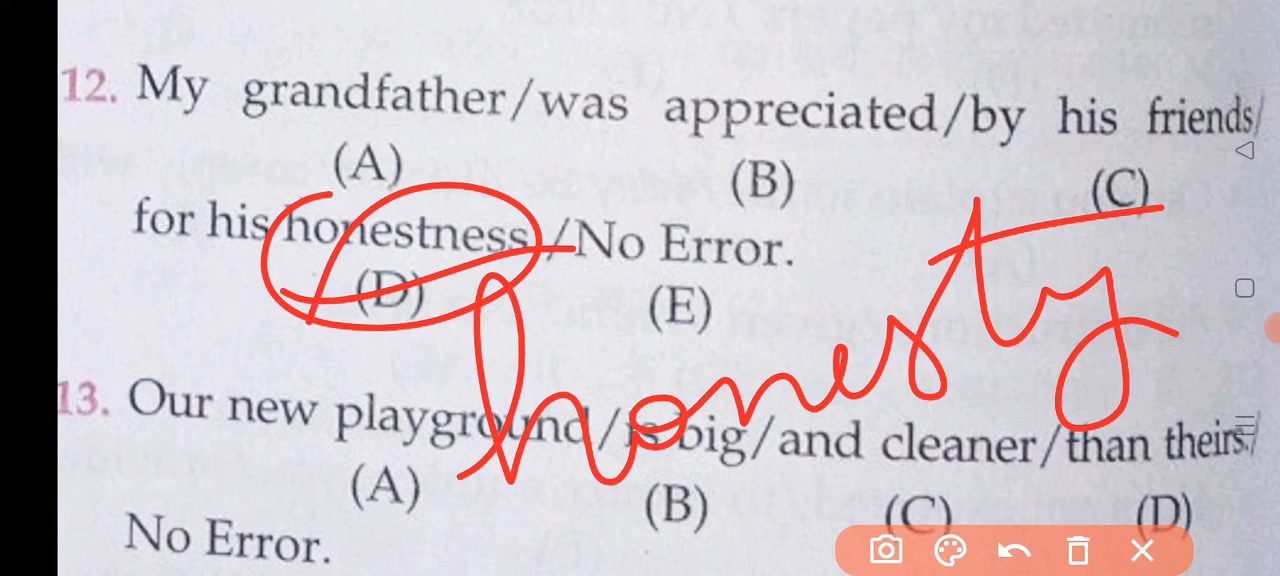 12. My grandfather/was appreciated/by his friends/
(A) (B) (C)
for his honestness/No Error.
(D) (E)
honesty
13. Our new playground/is big/and cleaner/than theirs./
(A) (B) (C) (D)
No Error.